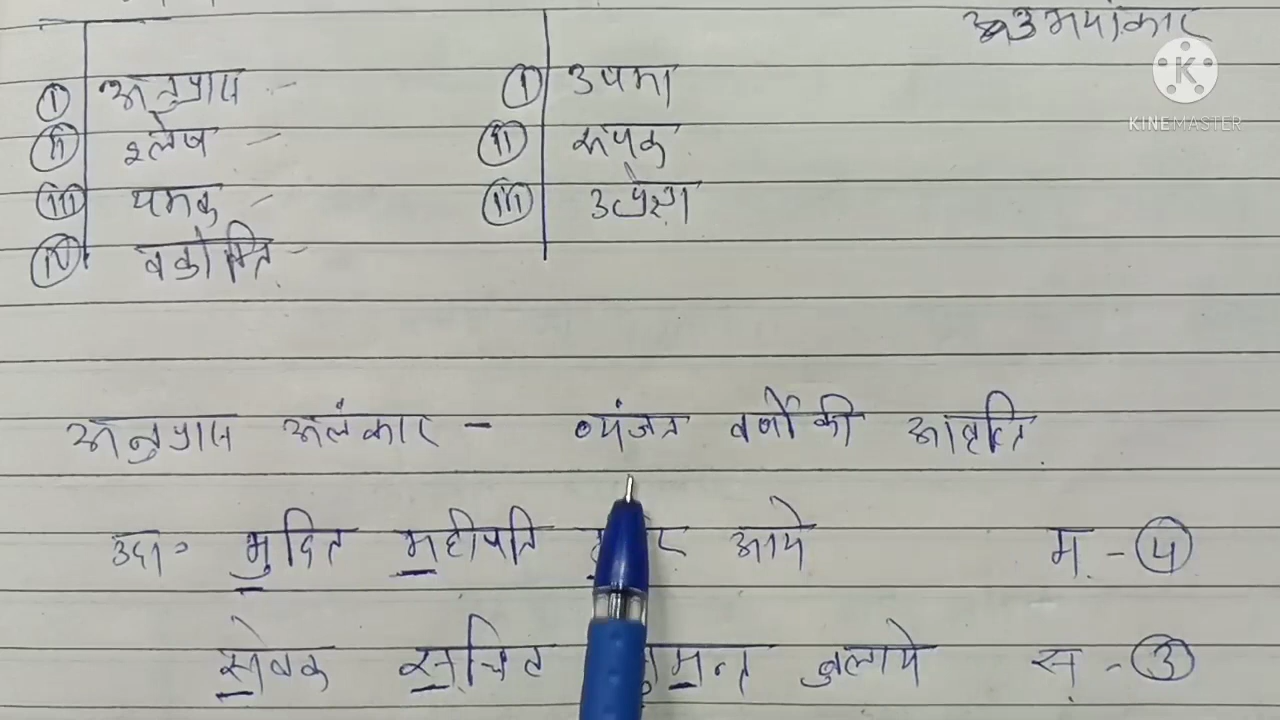 उभयांकार
K
KINEMASTER
I अनुप्रास - I उपमा
II श्लेष - II रूपक
III यमक - III उत्प्रेक्षा
IV वक्रोक्ति -
अनुप्रास अलंकार - व्यंजन वर्णों की आवृत्ति
उदा० मुदित महीपति आये म - ५
सेवक सचित बुलाये स - ③